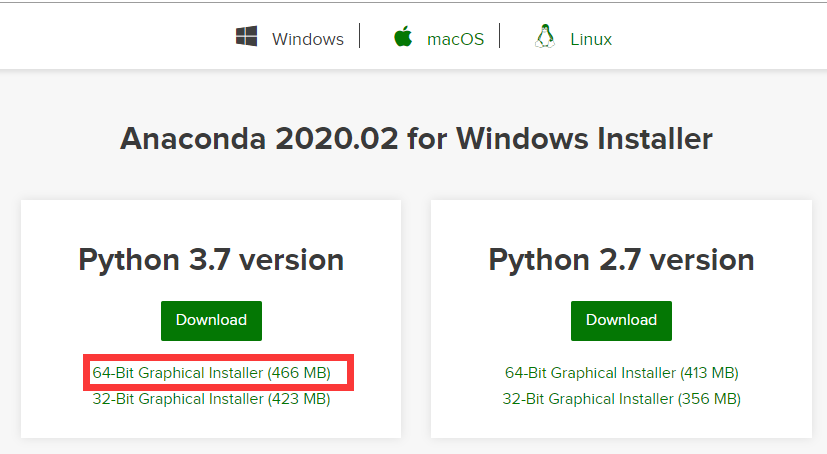 Windows macOS Linux
Anaconda 2020.02 for Windows Installer
Python 3.7 version
Download
64-Bit Graphical Installer (466 MB)
32-Bit Graphical Installer (423 MB)
Python 2.7 version
Download
64-Bit Graphical Installer (413 MB)
32-Bit Graphical Installer (356 MB)